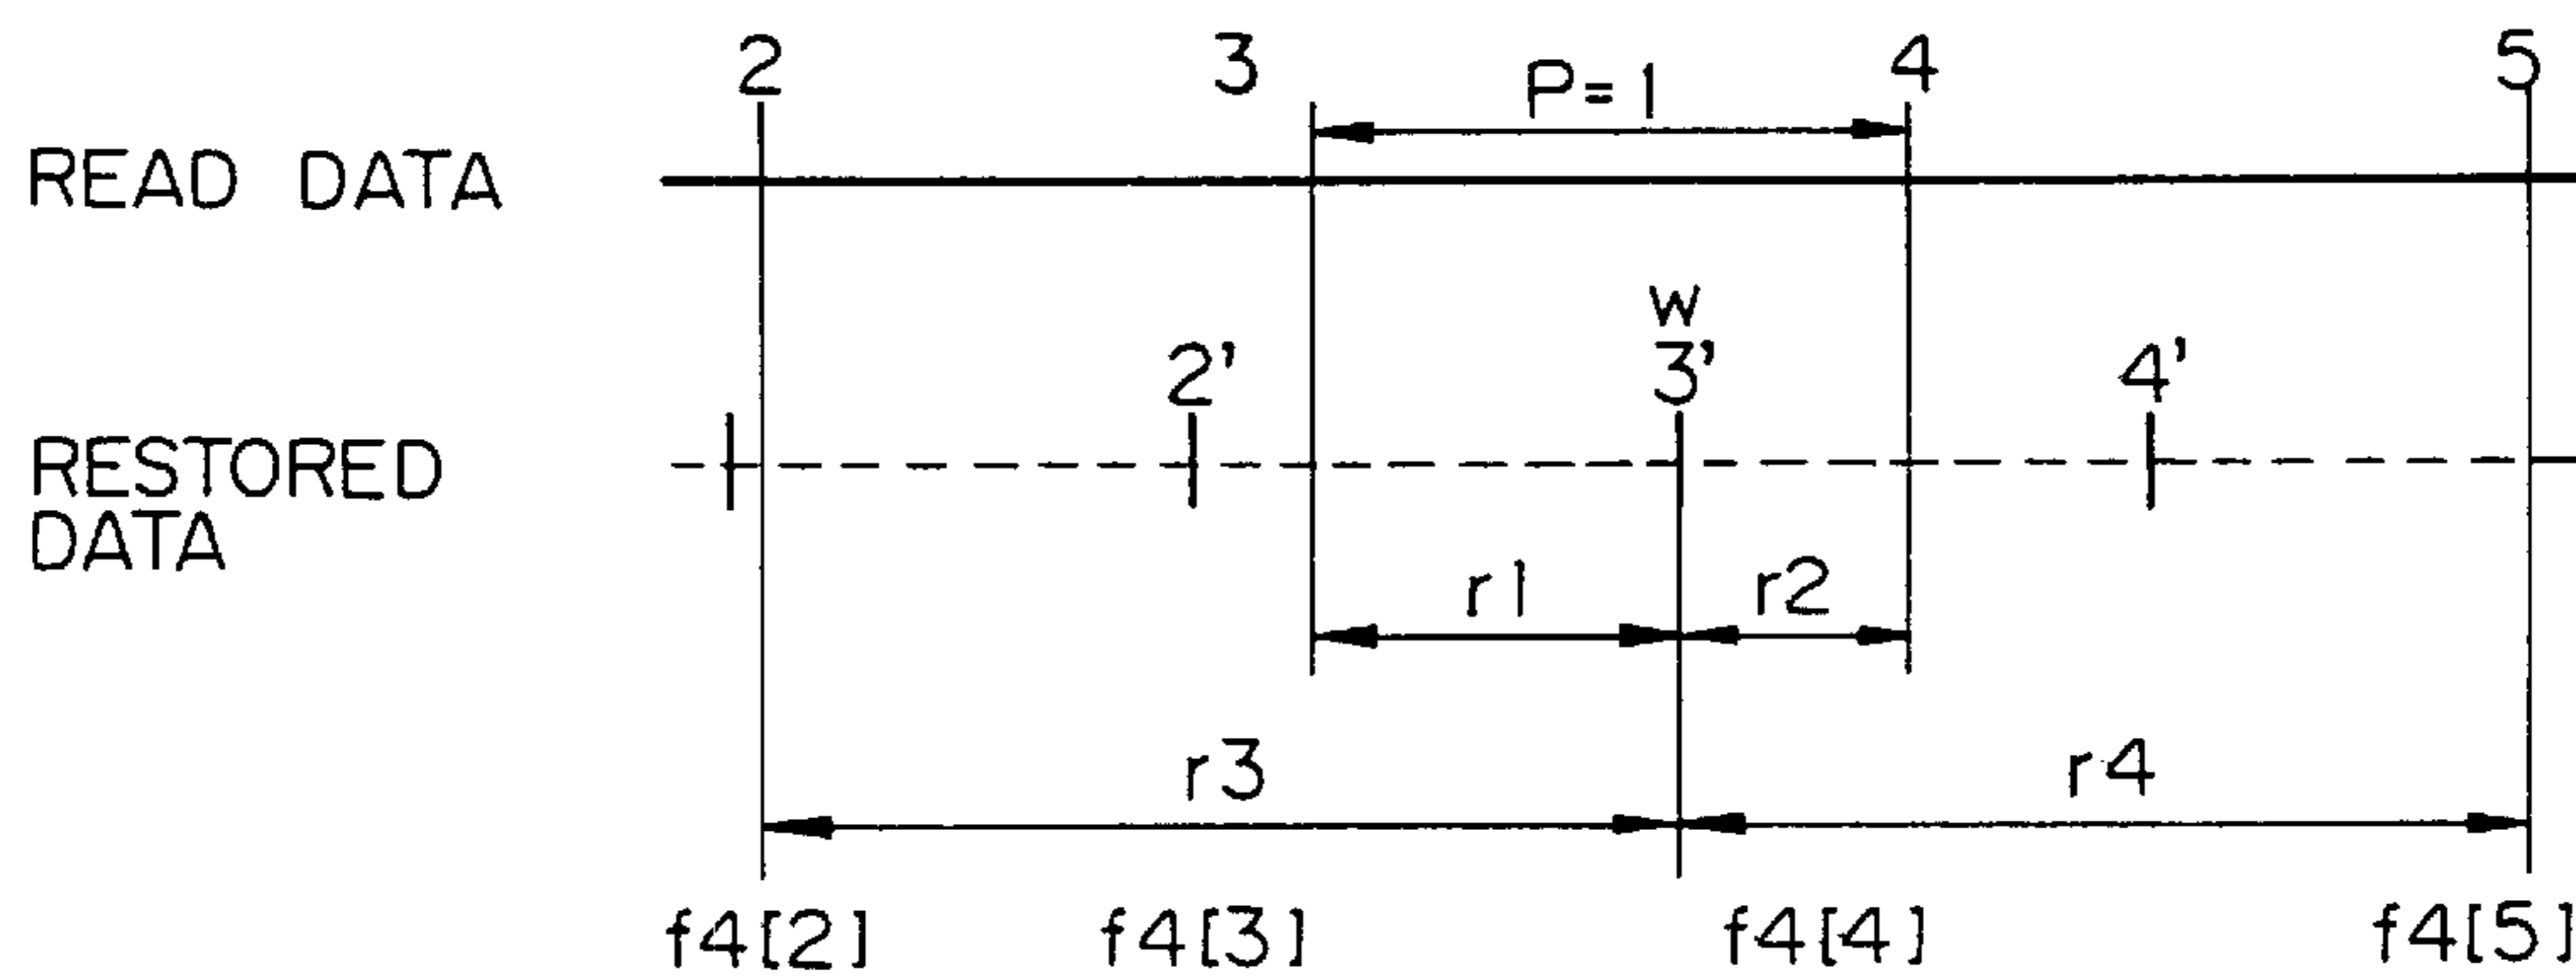 2 3 P=1 4 5
READ DATA
W
2' 3' 4'
RESTORED
DATA
r1 r2
r3 r4
f4[2] f4[3] f4[4] f4[5]